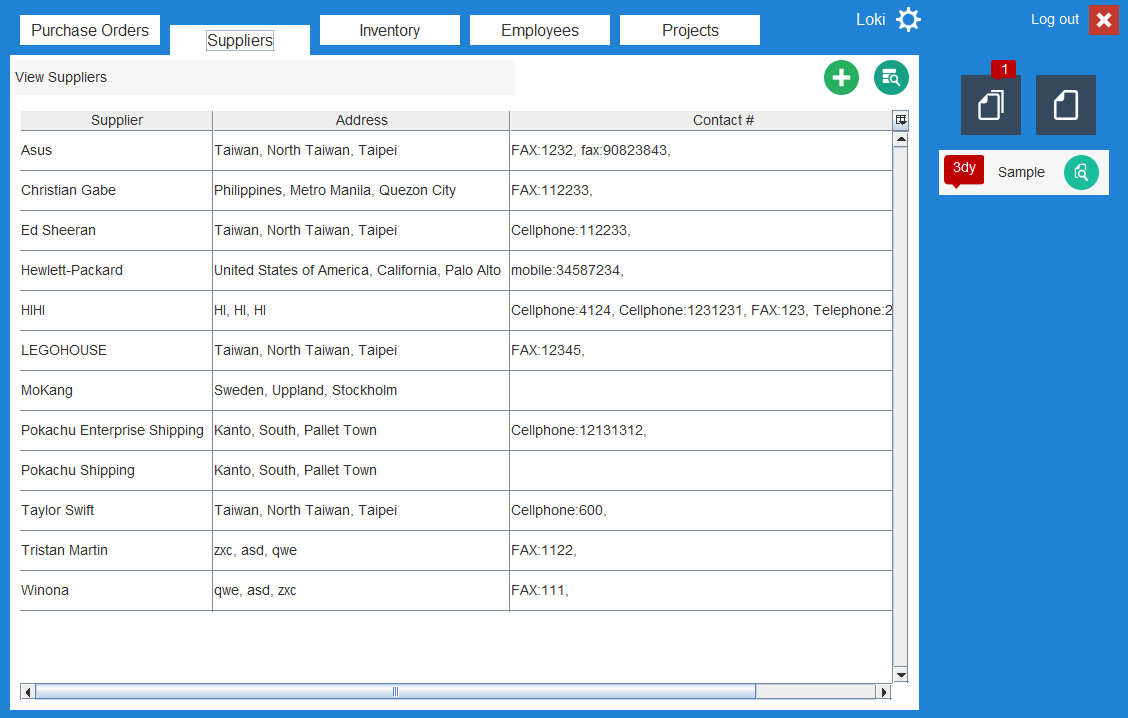 Purchase Orders
Suppliers
Inventory
Employees
Projects
Loki
Log out
View Suppliers
1
3dy
Sample
Supplier Address Contact #
Asus Taiwan, North Taiwan, Taipei FAX:1232, fax:90823843,
Christian Gabe Philippines, Metro Manila, Quezon City FAX:112233,
Ed Sheeran Taiwan, North Taiwan, Taipei Cellphone:112233,
Hewlett-Packard United States of America, California, Palo Alto mobile:34587234,
HIHI HI, HI, HI Cellphone:4124, Cellphone:1231231, FAX:123, Telephone:2
LEGOHOUSE Taiwan, North Taiwan, Taipei FAX:12345,
MoKang Sweden, Uppland, Stockholm
Pokachu Enterprise Shipping Kanto, South, Pallet Town Cellphone:12131312,
Pokachu Shipping Kanto, South, Pallet Town
Taylor Swift Taiwan, North Taiwan, Taipei Cellphone:600,
Tristan Martin zxc, asd, qwe FAX:1122,
Winona qwe, asd, zxc FAX:111,